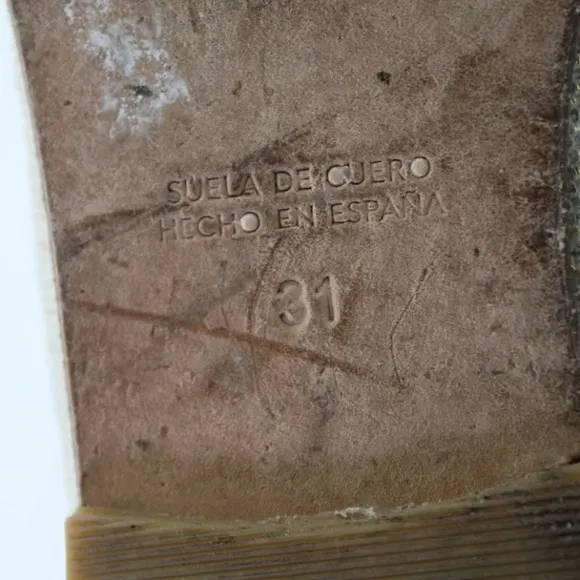 SUELA DE CUERO
HECHO EN ESPAÑA
31